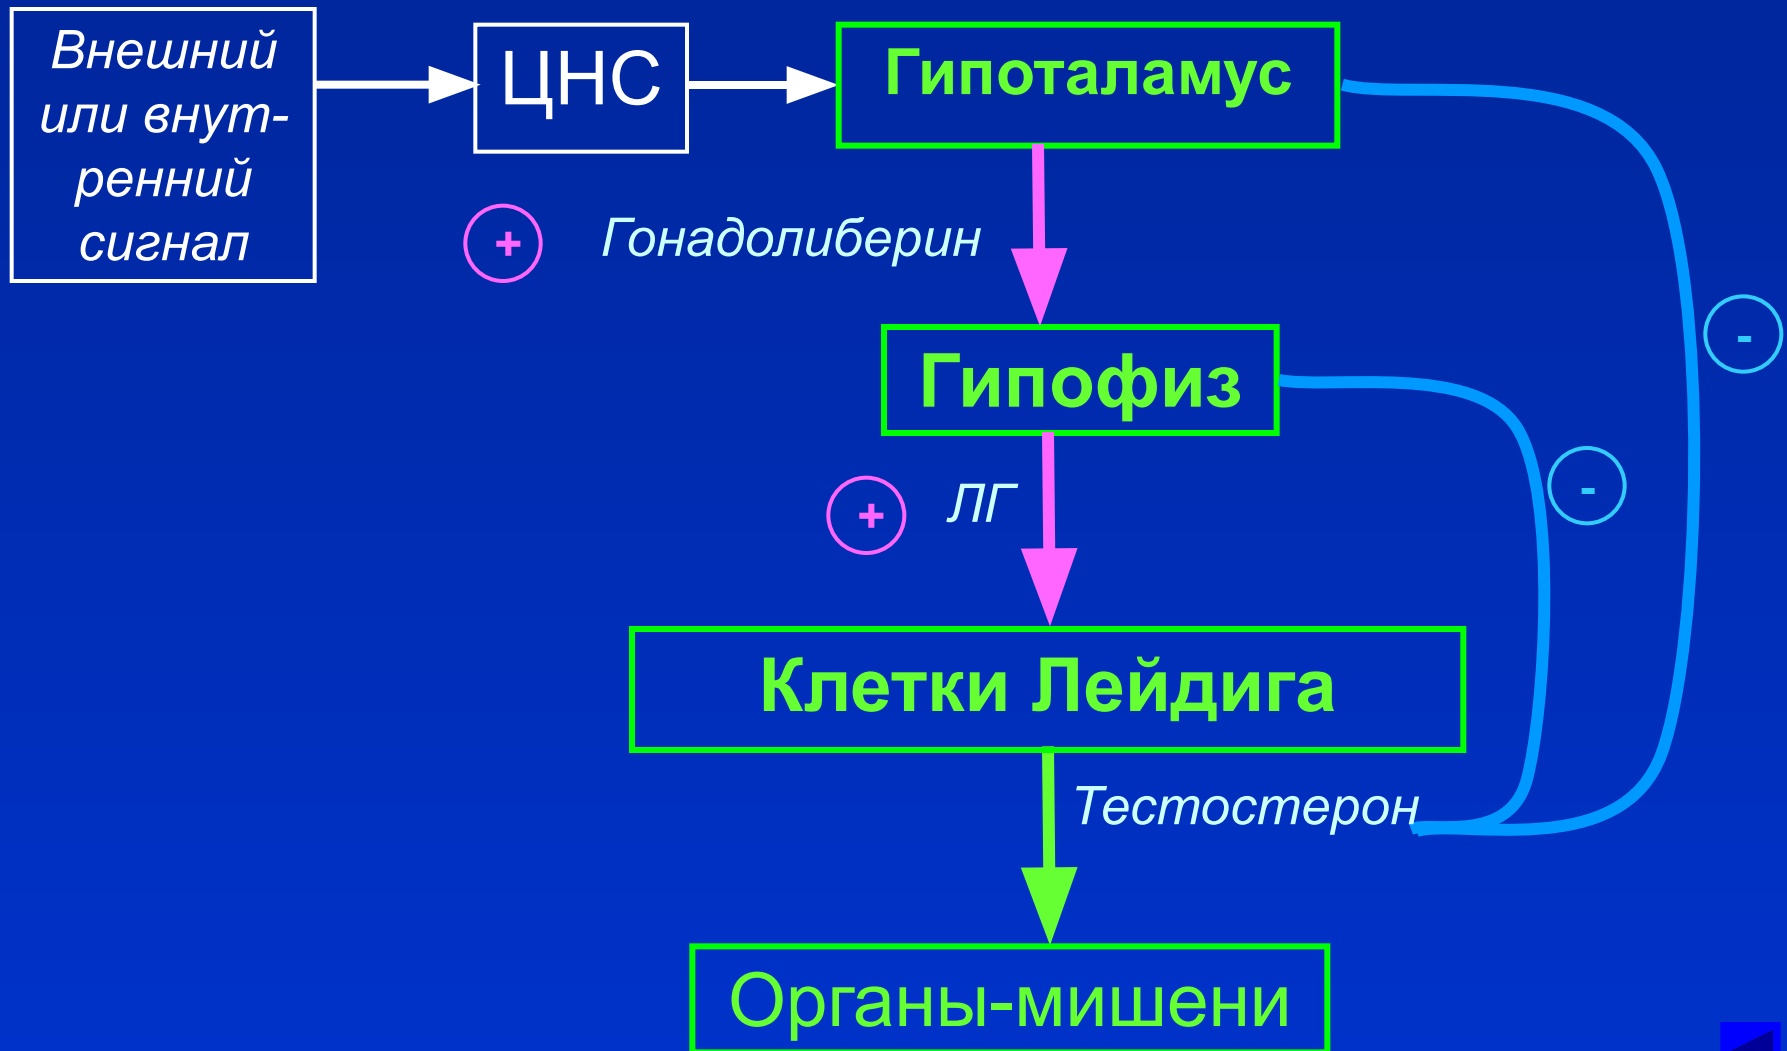 Внешний
или внут-
ренний
сигнал
ЦНС
Гипоталамус
+
Гонадолиберин
-
Гипофиз
+
ЛГ
-
Клетки Лейдига
Тестостерон
Органы-мишени